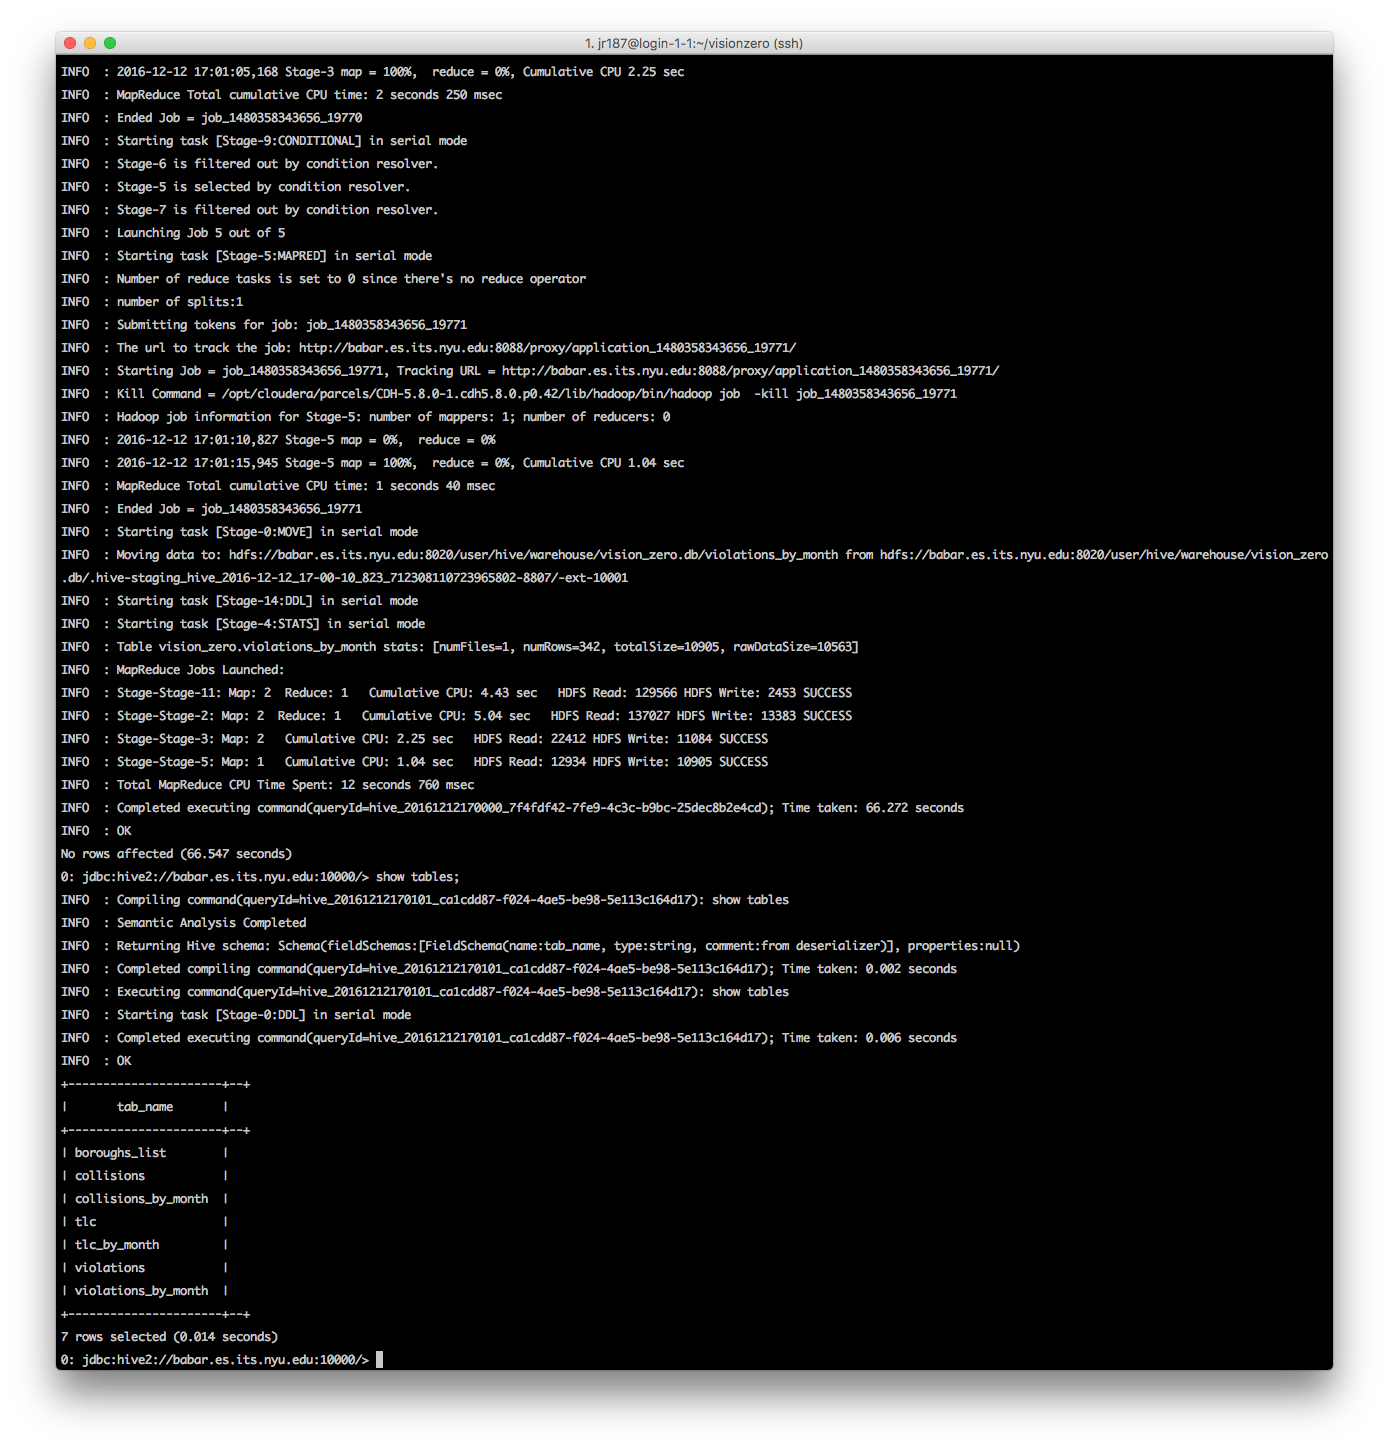 1. jr187@login-1-1:~/visionzero (ssh)
INFO  : 2016-12-12 17:01:05,168 Stage-3 map = 100%,  reduce = 0%, Cumulative CPU 2.25 sec
INFO  : MapReduce Total cumulative CPU time: 2 seconds 250 msec
INFO  : Ended Job = job_1480358343656_19770
INFO  : Starting task [Stage-9:CONDITIONAL] in serial mode
INFO  : Stage-6 is filtered out by condition resolver.
INFO  : Stage-5 is selected by condition resolver.
INFO  : Stage-7 is filtered out by condition resolver.
INFO  : Launching Job 5 out of 5
INFO  : Starting task [Stage-5:MAPRED] in serial mode
INFO  : Number of reduce tasks is set to 0 since there's no reduce operator
INFO  : number of splits:1
INFO  : Submitting tokens for job: job_1480358343656_19771
INFO  : The url to track the job: http://babar.es.its.nyu.edu:8088/proxy/application_1480358343656_19771/
INFO  : Starting Job = job_1480358343656_19771, Tracking URL = http://babar.es.its.nyu.edu:8088/proxy/application_1480358343656_19771/
INFO  : Kill Command = /opt/cloudera/parcels/CDH-5.8.0-1.cdh5.8.0.p0.42/lib/hadoop/bin/hadoop job  -kill job_1480358343656_19771
INFO  : Hadoop job information for Stage-5: number of mappers: 1; number of reducers: 0
INFO  : 2016-12-12 17:01:10,827 Stage-5 map = 0%,  reduce = 0%
INFO  : 2016-12-12 17:01:15,945 Stage-5 map = 100%,  reduce = 0%, Cumulative CPU 1.04 sec
INFO  : MapReduce Total cumulative CPU time: 1 seconds 40 msec
INFO  : Ended Job = job_1480358343656_19771
INFO  : Starting task [Stage-0:MOVE] in serial mode
INFO  : Moving data to: hdfs://babar.es.its.nyu.edu:8020/user/hive/warehouse/vision_zero.db/violations_by_month from hdfs://babar.es.its.nyu.edu:8020/user/hive/warehouse/vision_zero
.db/.hive-staging_hive_2016-12-12_17-00-10_823_712308110723965802-8807/-ext-10001
INFO  : Starting task [Stage-14:DDL] in serial mode
INFO  : Starting task [Stage-4:STATS] in serial mode
INFO  : Table vision_zero.violations_by_month stats: [numFiles=1, numRows=342, totalSize=10905, rawDataSize=10563]
INFO  : MapReduce Jobs Launched:
INFO  : Stage-Stage-11: Map: 2  Reduce: 1   Cumulative CPU: 4.43 sec   HDFS Read: 129566 HDFS Write: 2453 SUCCESS
INFO  : Stage-Stage-2: Map: 2  Reduce: 1   Cumulative CPU: 5.04 sec   HDFS Read: 137027 HDFS Write: 13383 SUCCESS
INFO  : Stage-Stage-3: Map: 2   Cumulative CPU: 2.25 sec   HDFS Read: 22412 HDFS Write: 11084 SUCCESS
INFO  : Stage-Stage-5: Map: 1   Cumulative CPU: 1.04 sec   HDFS Read: 12934 HDFS Write: 10905 SUCCESS
INFO  : Total MapReduce CPU Time Spent: 12 seconds 760 msec
INFO  : Completed executing command(queryId=hive_20161212170000_7f4fdf42-7fe9-4c3c-b9bc-25dec8b2e4cd); Time taken: 66.272 seconds
INFO  : OK
No rows affected (66.547 seconds)
0: jdbc:hive2://babar.es.its.nyu.edu:10000/> show tables;
INFO  : Compiling command(queryId=hive_20161212170101_ca1cdd87-f024-4ae5-be98-5e113c164d17): show tables
INFO  : Semantic Analysis Completed
INFO  : Returning Hive schema: Schema(fieldSchemas:[FieldSchema(name:tab_name, type:string, comment:from deserializer)], properties:null)
INFO  : Completed compiling command(queryId=hive_20161212170101_ca1cdd87-f024-4ae5-be98-5e113c164d17); Time taken: 0.002 seconds
INFO  : Executing command(queryId=hive_20161212170101_ca1cdd87-f024-4ae5-be98-5e113c164d17): show tables
INFO  : Starting task [Stage-0:DDL] in serial mode
INFO  : Completed executing command(queryId=hive_20161212170101_ca1cdd87-f024-4ae5-be98-5e113c164d17); Time taken: 0.006 seconds
INFO  : OK
+----------------------+--+
|       tab_name       |
+----------------------+--+
| boroughs_list        |
| collisions           |
| collisions_by_month  |
| tlc                  |
| tlc_by_month         |
| violations           |
| violations_by_month  |
+----------------------+--+
7 rows selected (0.014 seconds)
0: jdbc:hive2://babar.es.its.nyu.edu:10000/>